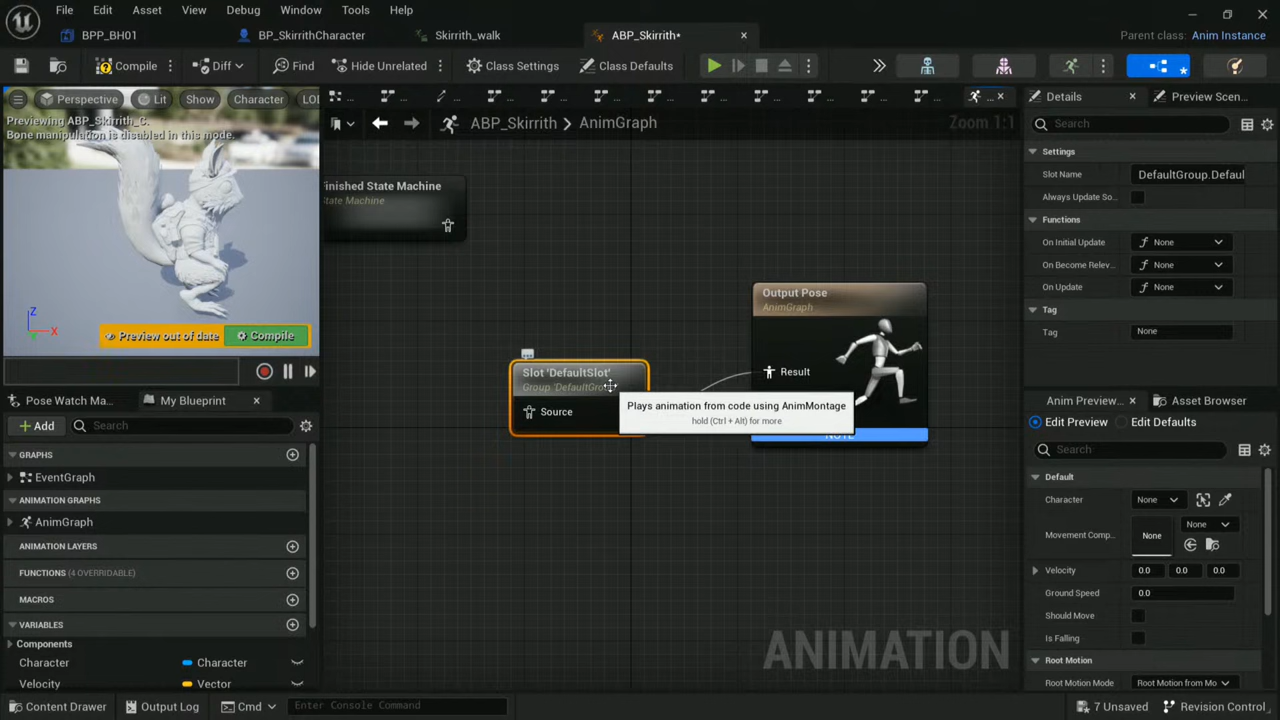 File Edit Asset View Debug Window Tools Help
BPP_BH01 BP_SkirrithCharacter Skirrith_walk ABP_Skirrith• Parent class: Anim Instance
Compile Diff Find Hide Unrelated Class Settings Class Defaults
Perspective Lit Show Character LO
Previewing ABP_Skirrith_C.
Bone manipulation is disabled in this mode.
ABP_Skirrith > AnimGraph Zoom 1:1
Finished State Machine
State Machine
Output Pose
AnimGraph
Result
NOTE
Slot 'DefaultSlot'
Group 'DefaultGro
Source
Plays animation from code using AnimMontage
hold (Ctrl + Alt) for more
ANIMATION
Z
X
Preview out of date Compile
Pose Watch Ma... My Blueprint
Add Search
GRAPHS
EventGraph
ANIMATION GRAPHS
AnimGraph
ANIMATION LAYERS
FUNCTIONS (4 OVERRIDABLE)
MACROS
VARIABLES
Components
Character Character
Velocity Vector
Details Preview Scen...
Search
Settings
Slot Name DefaultGroup.Defaul
Always Update So...
Functions
On Initial Update None
On Become Relev... None
On Update None
Tag
Tag None
Anim Preview... Asset Browser
Edit Preview Edit Defaults
Search
Default
Character None
Movement Comp... None None
Velocity 0.0 0.0 0.0
Ground Speed 0.0
Should Move
Is Falling
Root Motion
Root Motion Mode Root Motion from Mo
Content Drawer Output Log Cmd Enter Console Command 7 Unsaved Revision Control